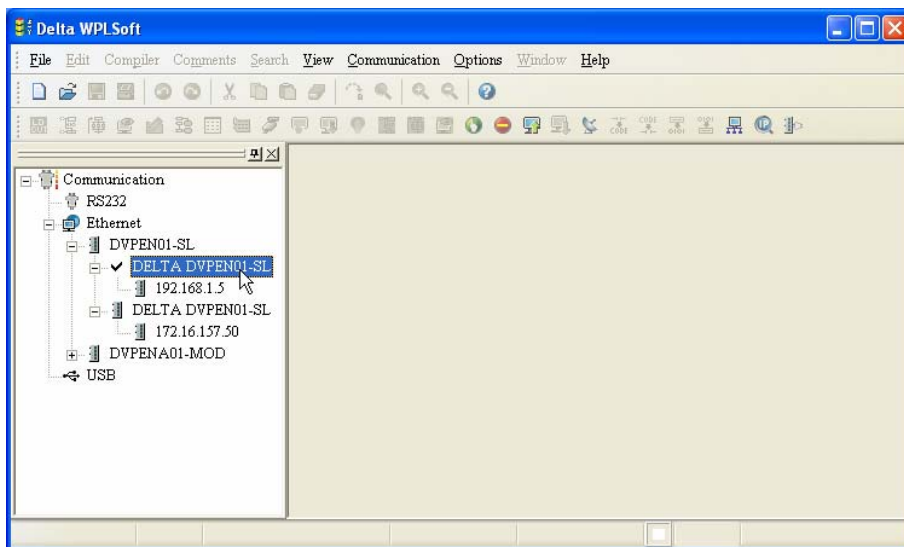 Delta WPLSoft
File Edit Compiler Comments Search View Communication Options Window Help
Communication
RS232
Ethernet
DVPEN01-SL
DELTA DVPEN01-SL
192.168.1.5
DELTA DVPEN01-SL
172.16.157.50
DVPENA01-MOD
USB